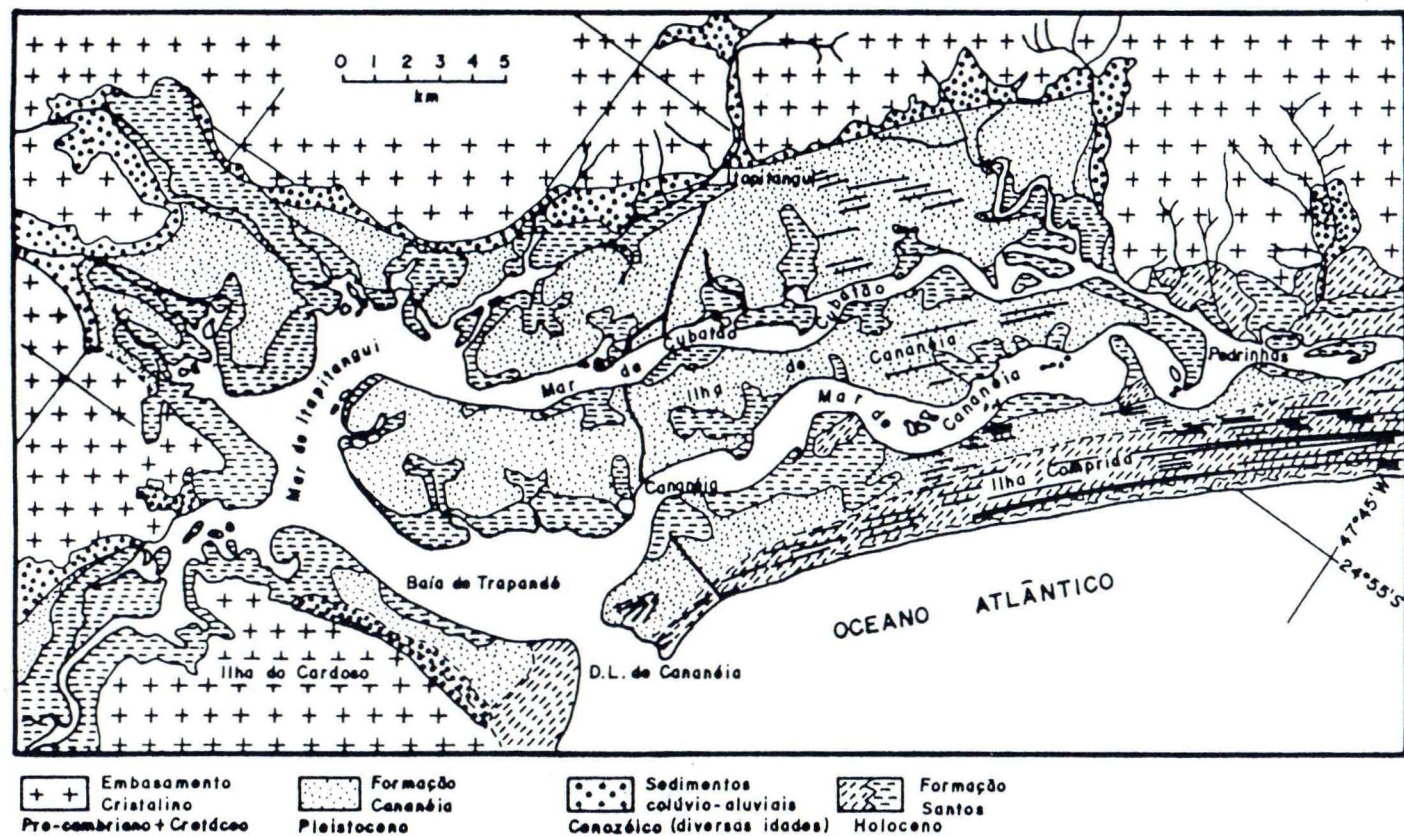 0 1 2 3 4 5
km
Itapitangui
Mar de Cubatão
Cubatão
Ilha de Cananéia
Mar de Cananéia
Pedrinhas
Mar de Itapitangui
Cananéia
Ilha Comprida
47°45'W
24°55'S
Baía de Trapandé
OCEANO ATLÂNTICO
Ilha do Cardoso
D.L. de Cananéia
Embasamento
Cristalino
Pre-cambriano + Cretáceo
Formação
Cananéia
Pleistoceno
Sedimentos
colúvio-aluviais
Cenozóico (diversas idades)
Formação
Santos
Holoceno